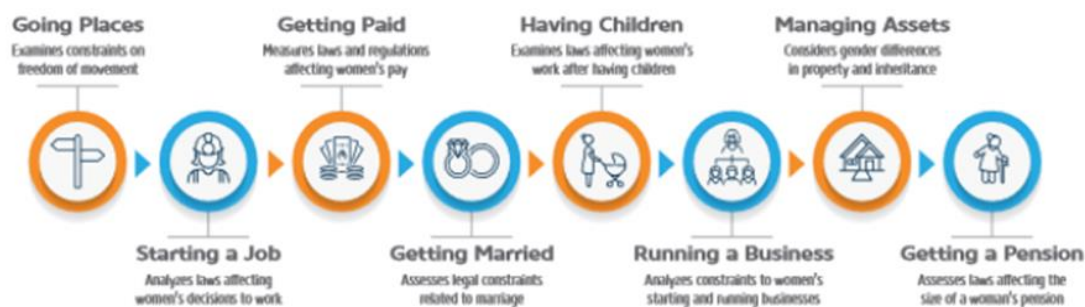 Going Places
Examines constraints on
freedom of movement
Starting a Job
Analyzes laws affecting
women's decisions to work
Getting Paid
Measures laws and regulations
affecting women's pay
Getting Married
Assesses legal constraints
related to marriage
Having Children
Examines laws affecting women's
work after having children
Running a Business
Analyzes constraints to women's
starting and running businesses
Managing Assets
Considers gender differences
in property and inheritance
Getting a Pension
Assesses laws affecting the
size of a woman's pension